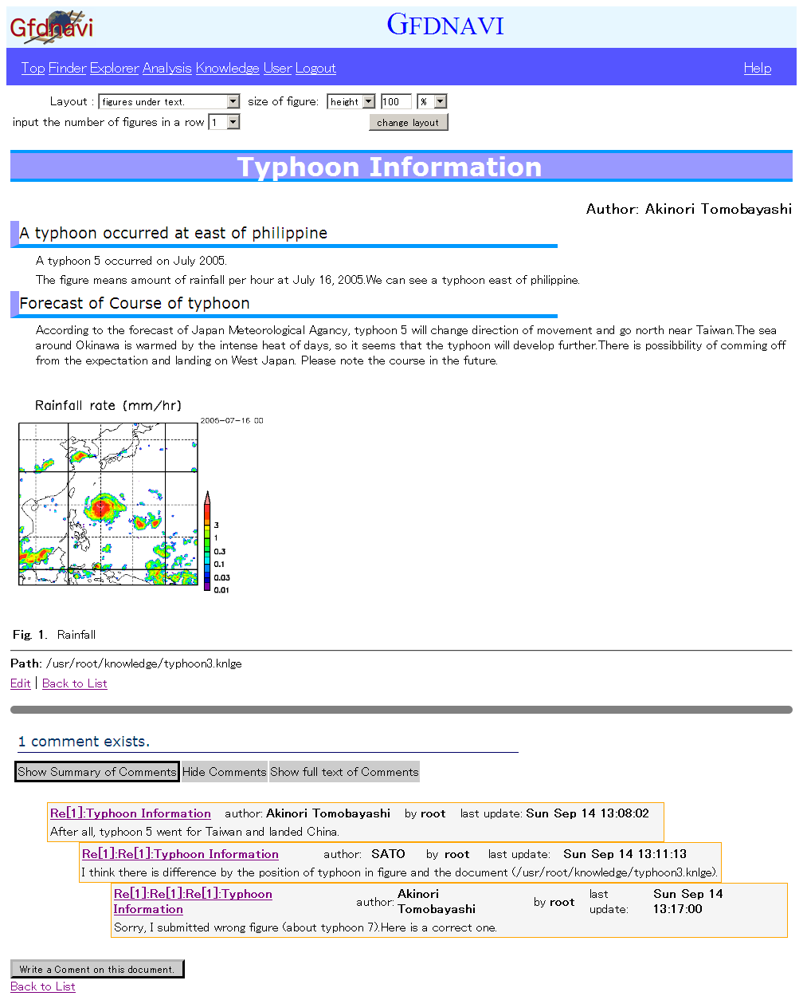 Gfdnavi GFDNAVI
Top Finder Explorer Analysis Knowledge User Logout Help
Layout : figures under text. size of figure: height 100 %
input the number of figures in a row 1 change layout
Typhoon Information
Author: Akinori Tomobayashi
A typhoon occurred at east of philippine
A typhoon 5 occurred on July 2005.
The figure means amount of rainfall per hour at July 16, 2005.We can see a typhoon east of philippine.
Forecast of Course of typhoon
According to the forecast of Japan Meteorological Agancy, typhoon 5 will change direction of movement and go north near Taiwan.The sea
around Okinawa is warmed by the intense heat of days, so it seems that the typhoon will develop further.There is possibbility of comming off
from the expectation and landing on West Japan. Please note the course in the future.
Rainfall rate (mm/hr)
2005-07-16 00
3
1
0.3
0.1
0.03
0.01
Fig. 1. Rainfall
Path: /usr/root/knowledge/typhoon3.knlge
Edit | Back to List
1 comment exists.
Show Summary of Comments Hide Comments Show full text of Comments
Re[1]:Typhoon Information author: Akinori Tomobayashi by root last update: Sun Sep 14 13:08:02
After all, typhoon 5 went for Taiwan and landed China.
Re[1]:Re[1]:Typhoon Information author: SATO by root last update: Sun Sep 14 13:11:13
I think there is difference by the position of typhoon in figure and the document (/usr/root/knowledge/typhoon3.knlge).
Re[1]:Re[1]:Re[1]:Typhoon Information author: Akinori Tomobayashi by root last update: Sun Sep 14 13:17:00
Sorry, I submitted wrong figure (about typhoon 7).Here is a correct one.
Write a Coment on this document.
Back to List